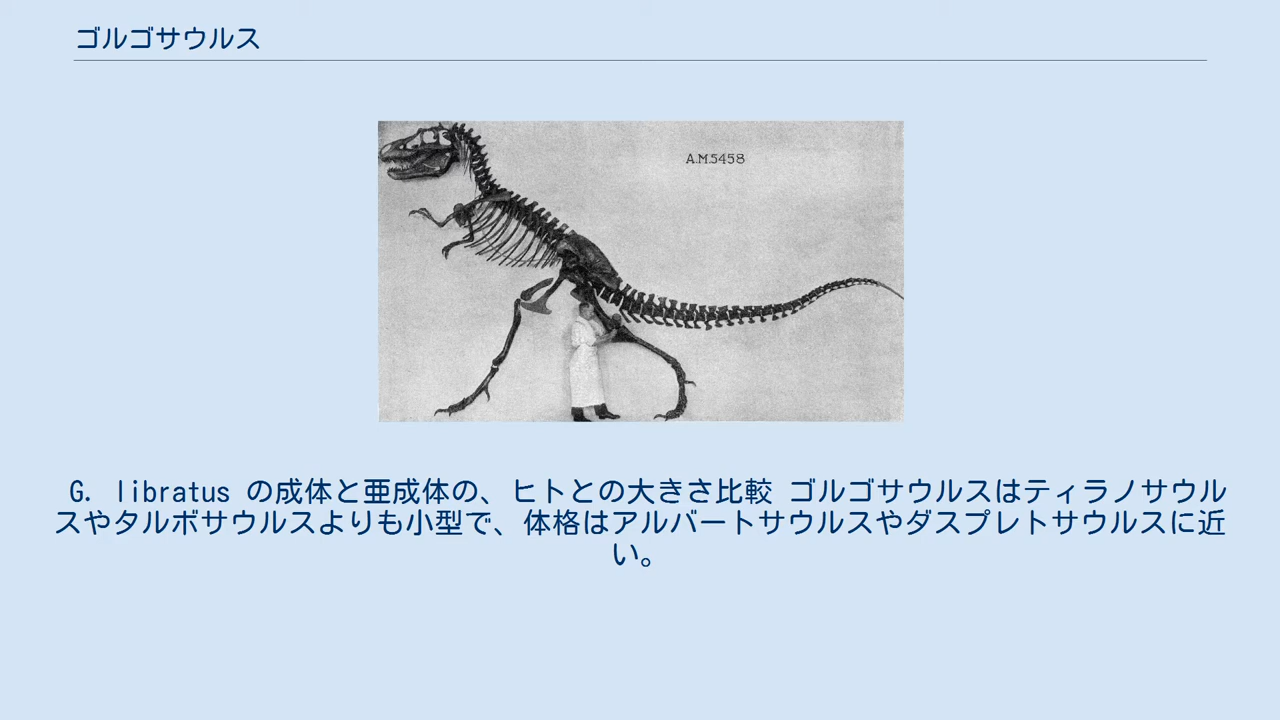 ゴルゴサウルス
A.M.5458
G. libratus の成体と亜成体の、ヒトとの大きさ比較 ゴルゴサウルスはティラノサウル
スやタルボサウルスよりも小型で、体格はアルバートサウルスやダスプレトサウルスに近
い。